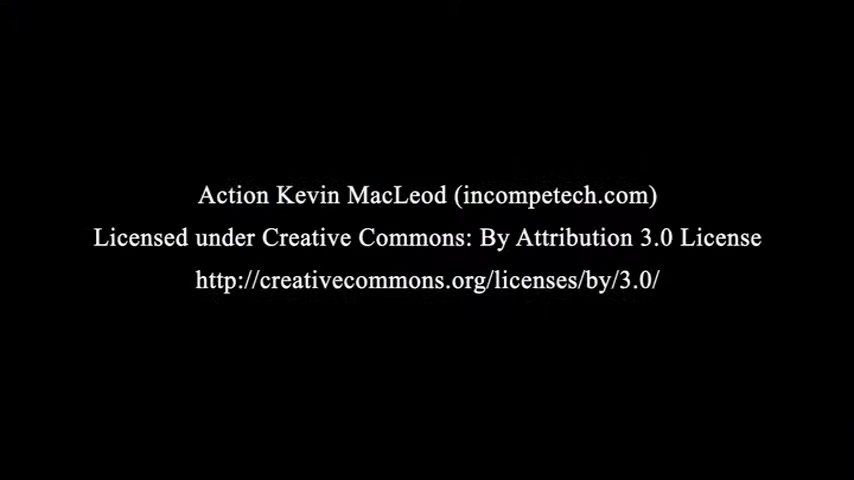 Action Kevin MacLeod (incompetech.com)
Licensed under Creative Commons: By Attribution 3.0 License
http://creativecommons.org/licenses/by/3.0/